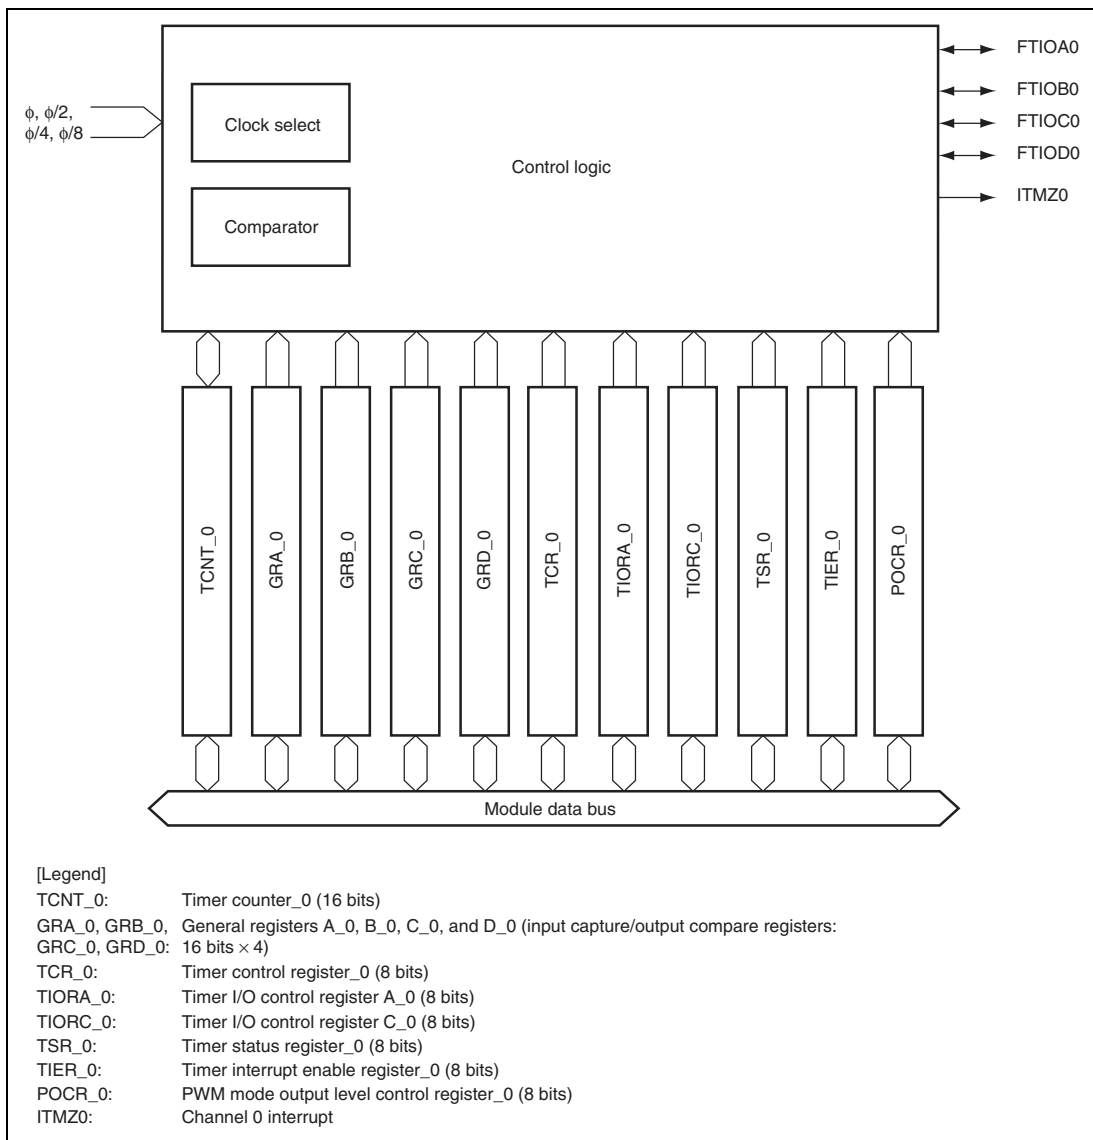 φ, φ/2,
φ/4, φ/8
Clock select
Comparator
Control logic
FTIOA0
FTIOB0
FTIOC0
FTIOD0
ITMZ0
TCNT_0
GRA_0
GRB_0
GRC_0
GRD_0
TCR_0
TIORA_0
TIORC_0
TSR_0
TIER_0
POCR_0
Module data bus
[Legend]
TCNT_0: Timer counter_0 (16 bits)
GRA_0, GRB_0, General registers A_0, B_0, C_0, and D_0 (input capture/output compare registers:
GRC_0, GRD_0: 16 bits × 4)
TCR_0: Timer control register_0 (8 bits)
TIORA_0: Timer I/O control register A_0 (8 bits)
TIORC_0: Timer I/O control register C_0 (8 bits)
TSR_0: Timer status register_0 (8 bits)
TIER_0: Timer interrupt enable register_0 (8 bits)
POCR_0: PWM mode output level control register_0 (8 bits)
ITMZ0: Channel 0 interrupt